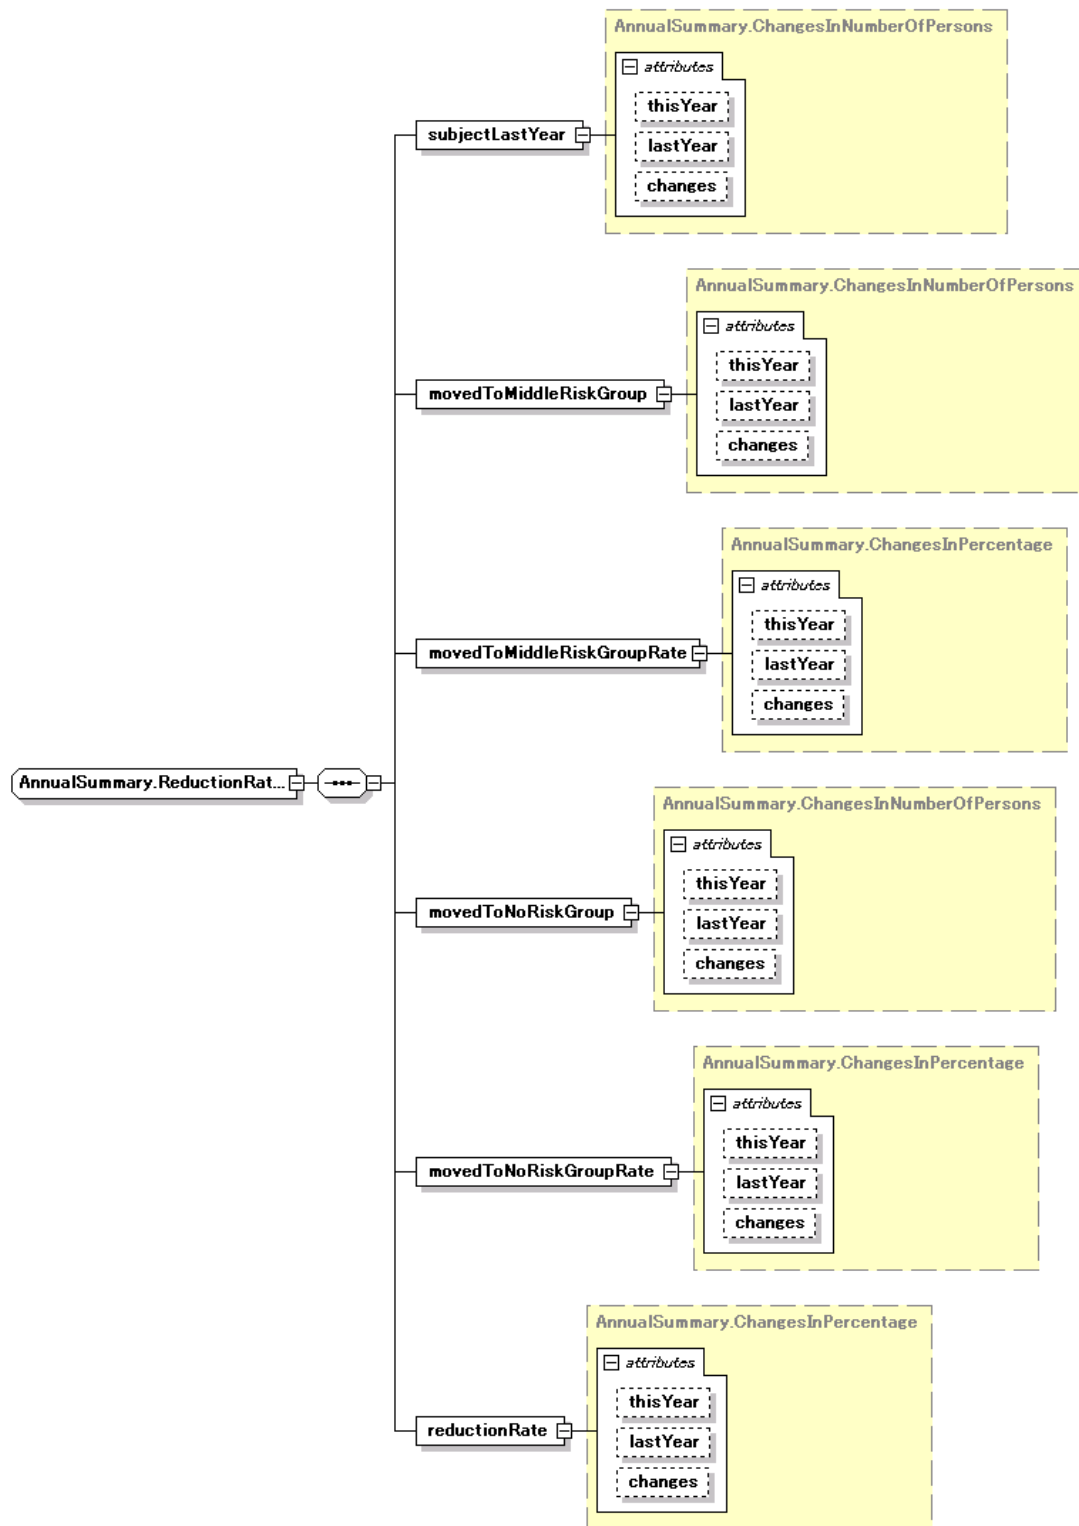 AnnualSummary.ChangesInNumberOfPersons
attributes
thisYear
subjectLastYear
lastYear
changes
AnnualSummary.ChangesInNumberOfPersons
attributes
thisYear
movedToMiddleRiskGroup
lastYear
changes
AnnualSummary.ChangesInPercentage
attributes
thisYear
movedToMiddleRiskGroupRate
lastYear
changes
AnnualSummary.ReductionRat...
AnnualSummary.ChangesInNumberOfPersons
attributes
thisYear
movedToNoRiskGroup
lastYear
changes
AnnualSummary.ChangesInPercentage
attributes
thisYear
movedToNoRiskGroupRate
lastYear
changes
AnnualSummary.ChangesInPercentage
attributes
thisYear
reductionRate
lastYear
changes